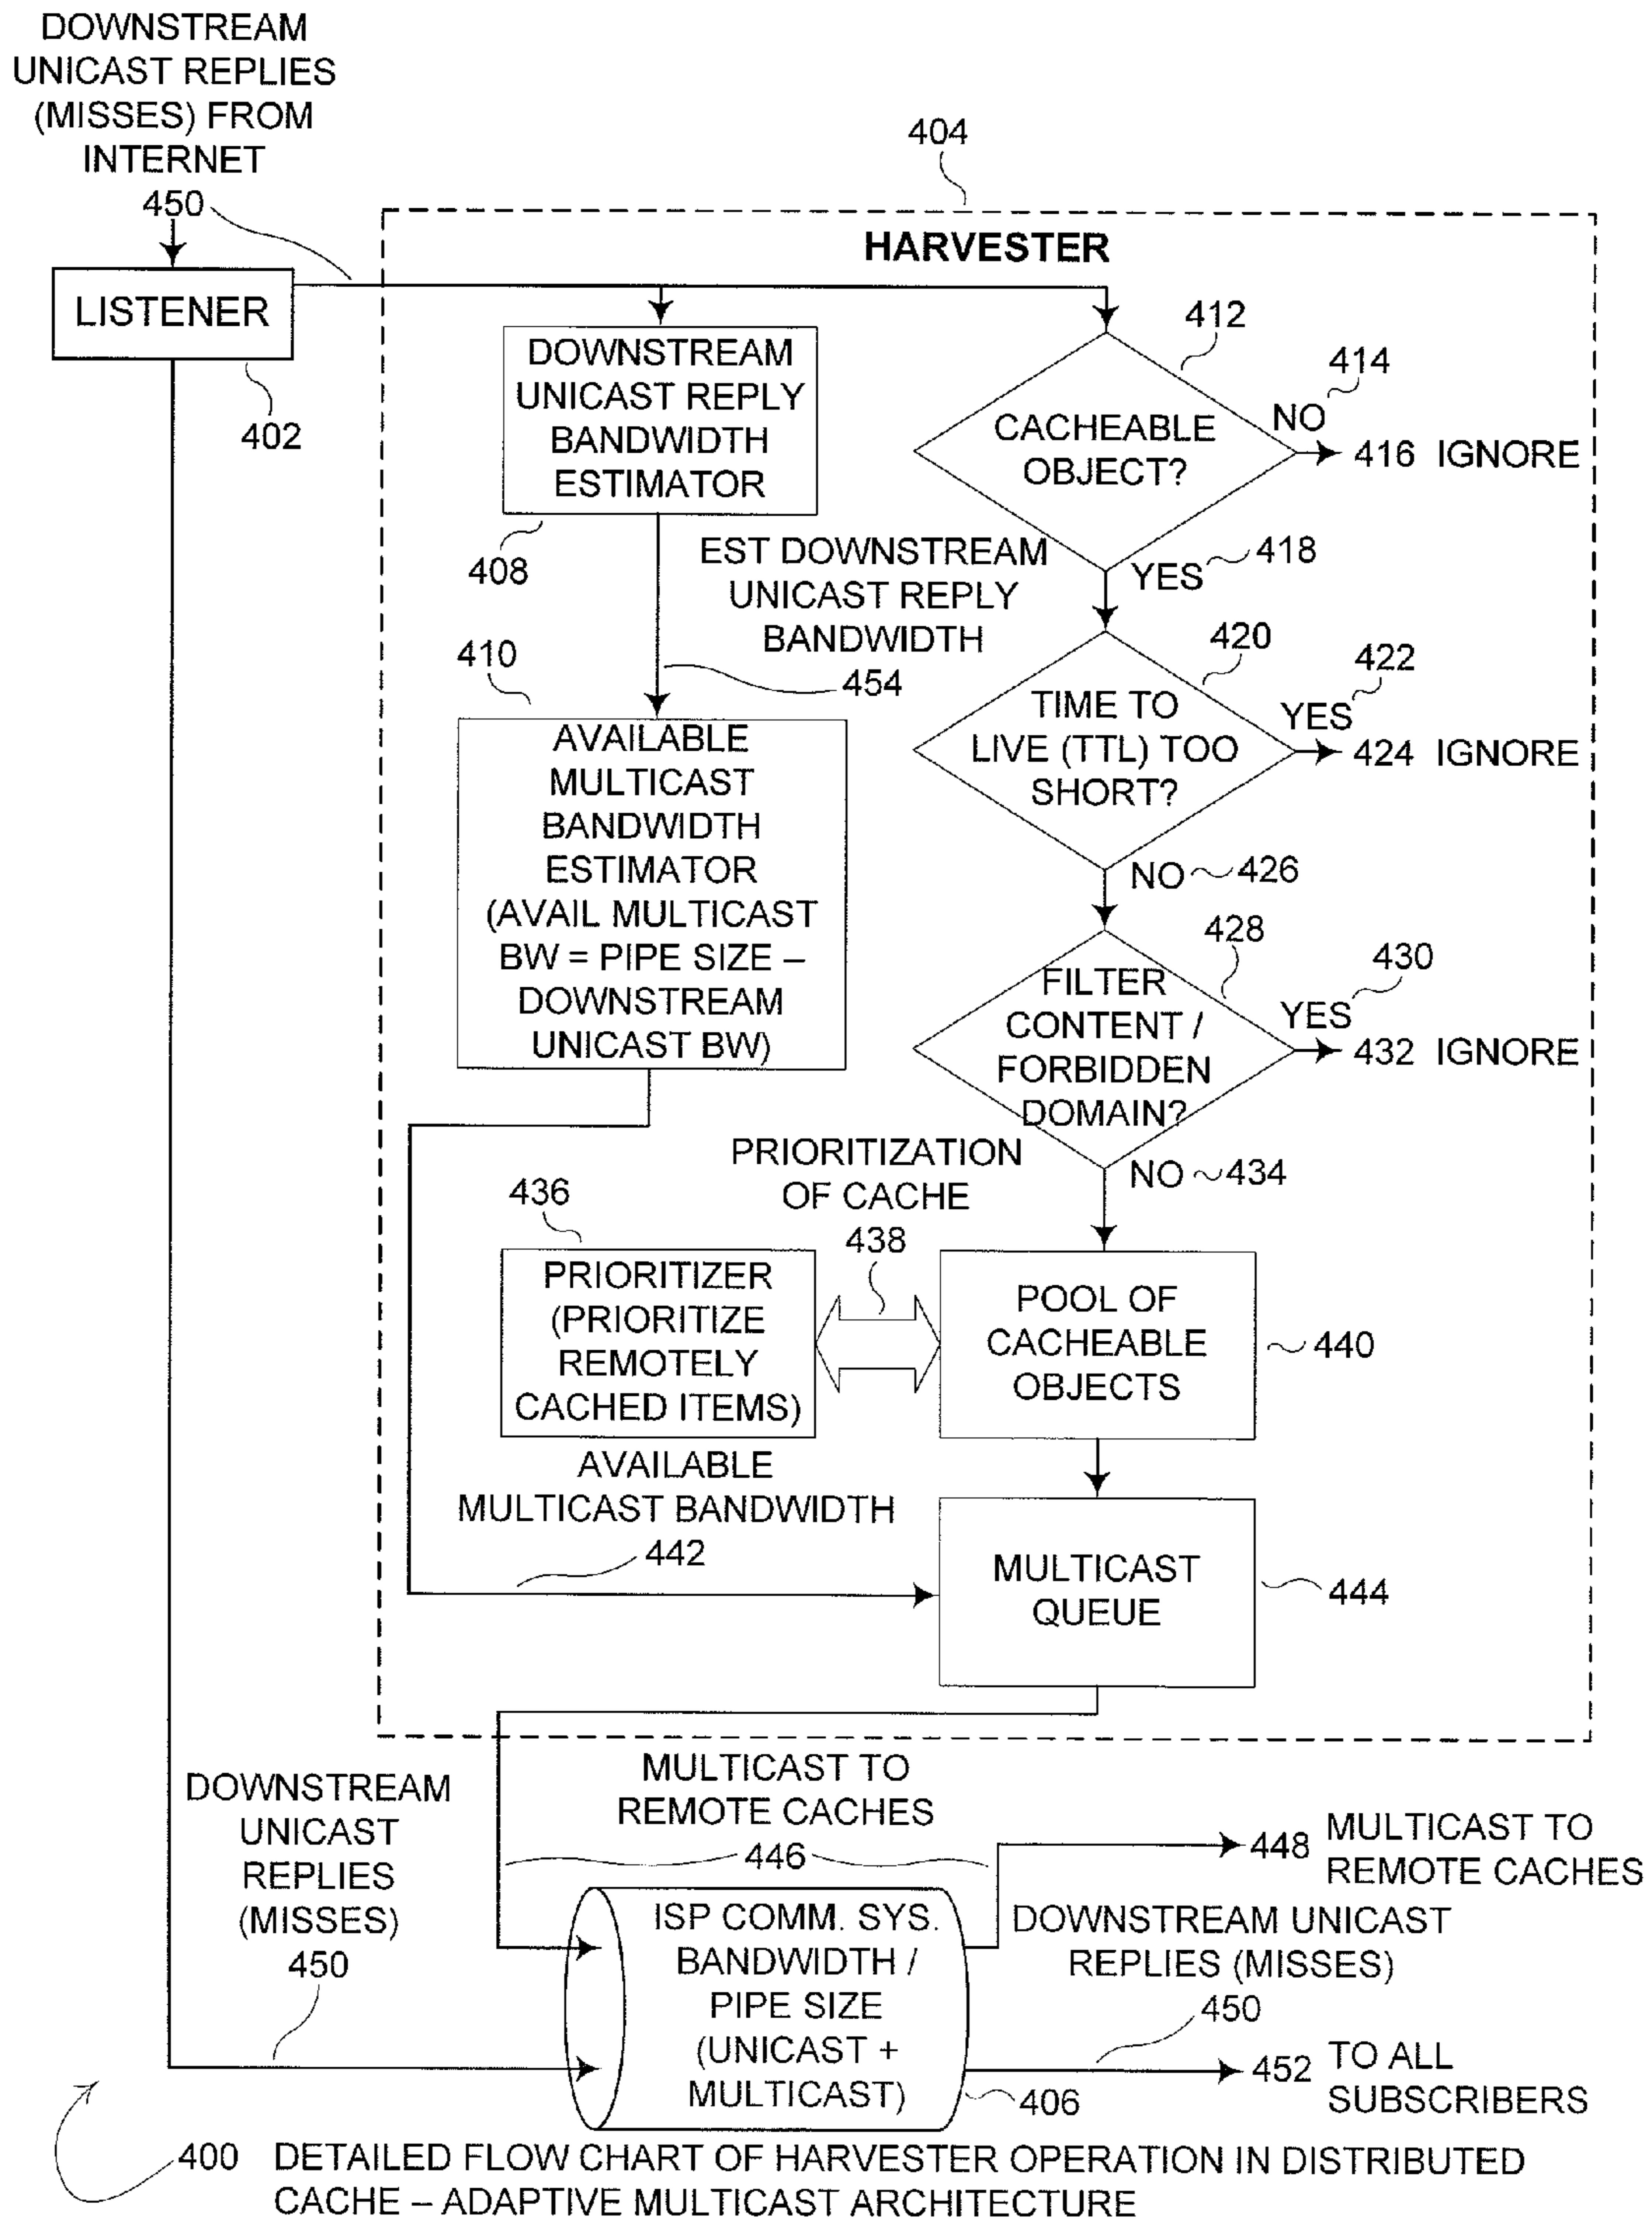 DOWNSTREAM
UNICAST REPLIES
(MISSES) FROM
INTERNET
450
404
HARVESTER
LISTENER
402
DOWNSTREAM
UNICAST REPLY
BANDWIDTH
ESTIMATOR
408
412
CACHEABLE
OBJECT?
414
NO
416 IGNORE
EST DOWNSTREAM
UNICAST REPLY
BANDWIDTH
454
YES
418
410
AVAILABLE
MULTICAST
BANDWIDTH
ESTIMATOR
(AVAIL MULTICAST
BW = PIPE SIZE –
DOWNSTREAM
UNICAST BW)
420
TIME TO
LIVE (TTL) TOO
SHORT?
422
YES
424 IGNORE
NO
426
428
FILTER
CONTENT /
FORBIDDEN
DOMAIN?
430
YES
432 IGNORE
NO
434
PRIORITIZATION
OF CACHE
438
436
PRIORITIZER
(PRIORITIZE
REMOTELY
CACHED ITEMS)
POOL OF
CACHEABLE
OBJECTS
440
AVAILABLE
MULTICAST BANDWIDTH
442
MULTICAST
QUEUE
444
DOWNSTREAM
UNICAST
REPLIES
(MISSES)
450
MULTICAST TO
REMOTE CACHES
446
448
MULTICAST TO
REMOTE CACHES
ISP COMM. SYS.
BANDWIDTH /
PIPE SIZE
(UNICAST +
MULTICAST)
406
DOWNSTREAM UNICAST
REPLIES (MISSES)
450
452
TO ALL
SUBSCRIBERS
400 DETAILED FLOW CHART OF HARVESTER OPERATION IN DISTRIBUTED
CACHE – ADAPTIVE MULTICAST ARCHITECTURE